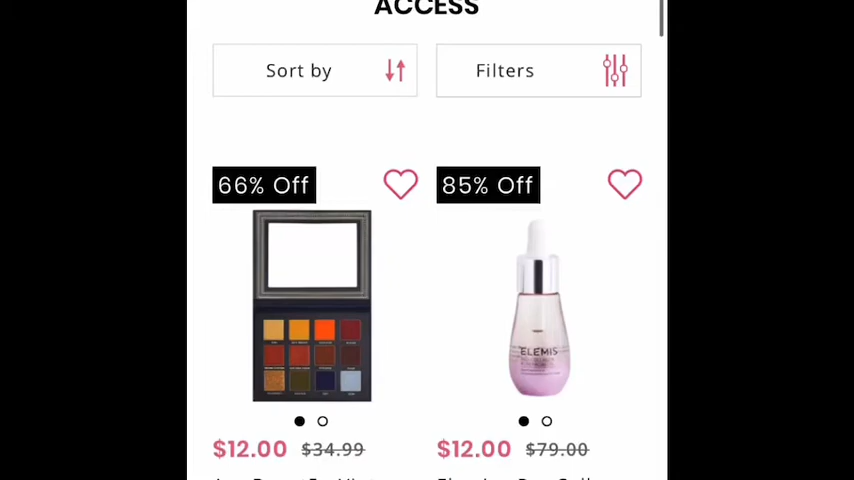 ACCESS
Sort by
Filters
66% Off
85% Off
ELEMIS
$12.00 $34.99
$12.00 $79.00